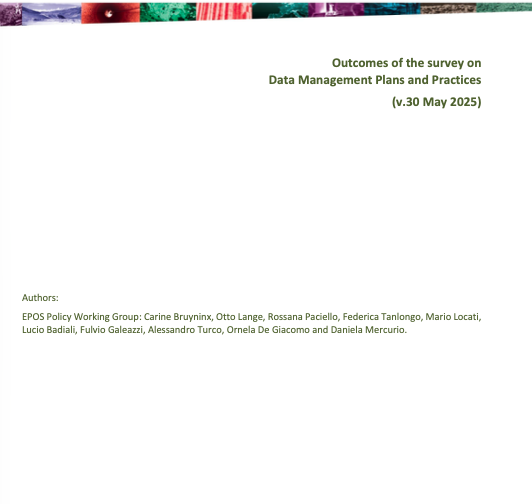 Outcomes of the survey on
Data Management Plans and Practices
(v.30 May 2025)
Authors:
EPOS Policy Working Group: Carine Bruyninx, Otto Lange, Rossana Paciello, Federica Tanlongo, Mario Locati,
Lucio Badiali, Fulvio Galeazzi, Alessandro Turco, Ornela De Giacomo and Daniela Mercurio.